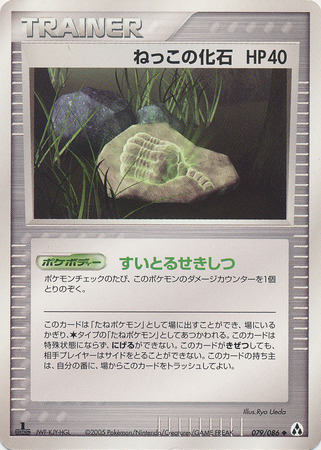 TRAINER
ねっこの化石 HP40
ポケボディー すいとるせきしつ
ポケモンチェックのたび、このポケモンのダメージカウンターを1個
とりのぞく。
このカードは「たねポケモン」として場に出すことができ、場にいるか
ぎり、★タイプの「たねポケモン」としてあつかわれる。このカード
は特殊状態にならず、にげるができない。このカードがきぜつしても、
相手プレイヤーはサイドをとることができない。このカードの持ち主
は、自分の番に、場からこのカードをトラッシュしてよい。
Illus.Ryo Ueda
1
EDITION
JWF-KJY-HGL
©2005 Pokémon/Nintendo/Creatures/GAME FREAK
079/086 ◆